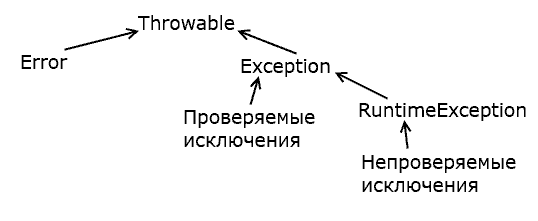 Throwable
Error
Exception
Проверяемые
исключения
RuntimeException
Непроверяемые
исключения